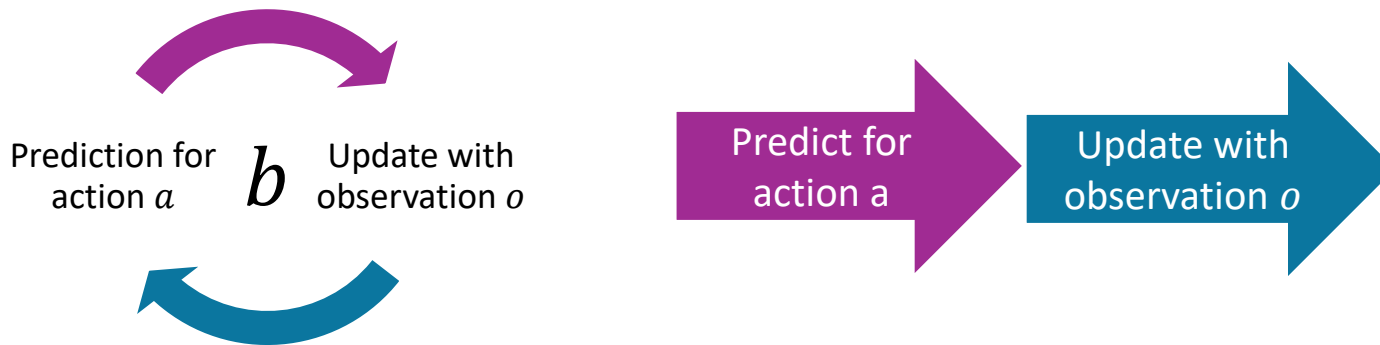 Prediction for
action a
b
Update with
observation o
Predict for
action a
Update with
observation o